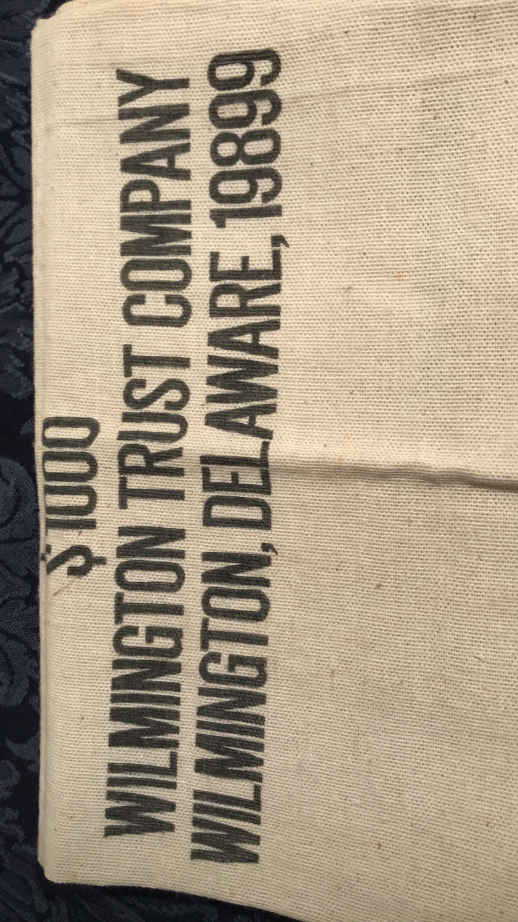 $1000
WILMINGTON TRUST COMPANY
WILMINGTON, DELAWARE, 19899